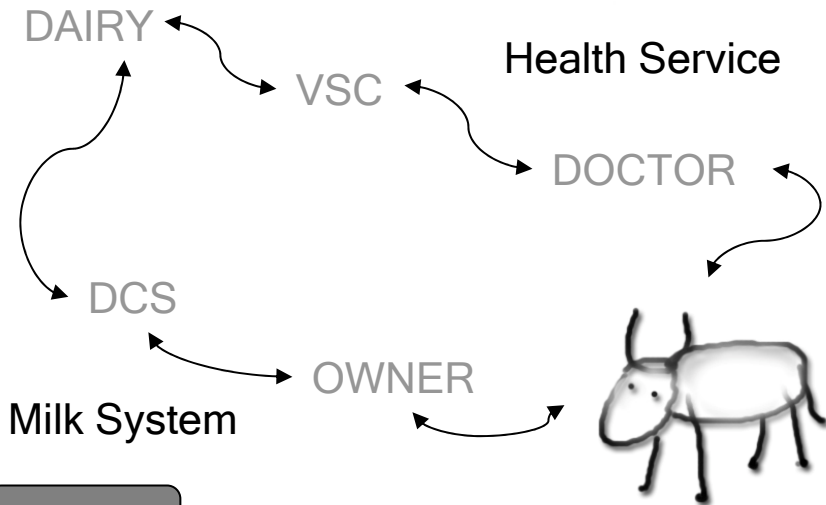 DAIRY
Health Service
VSC
DOCTOR
DCS
OWNER
Milk System